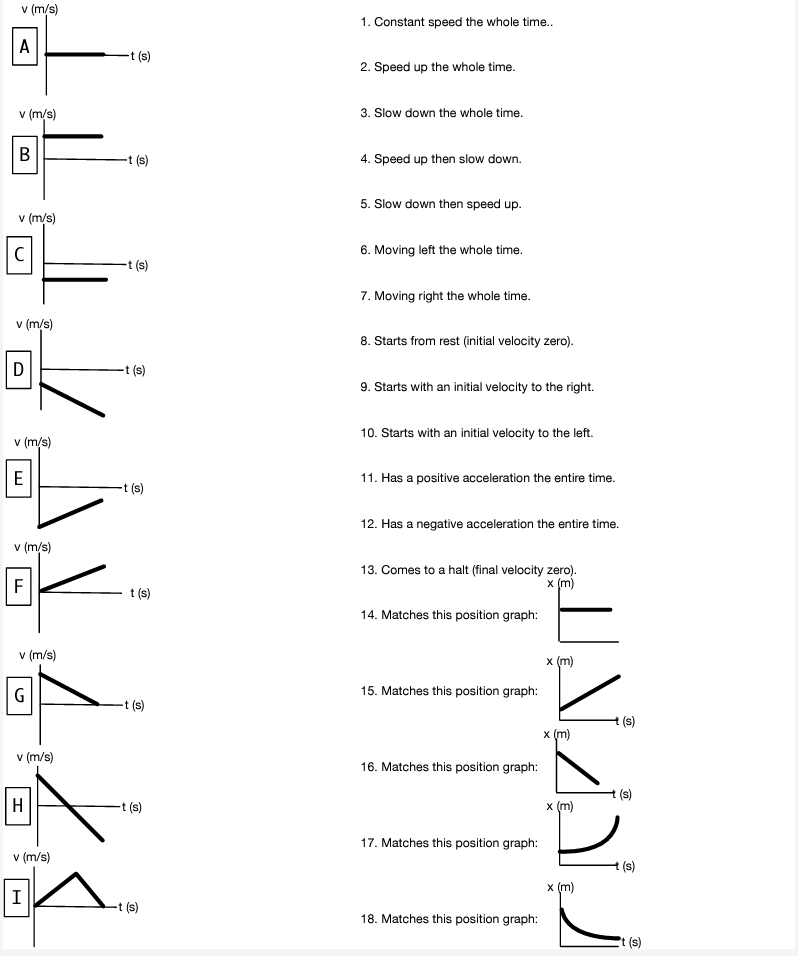 v (m/s)
A
t (s)
v (m/s)
B
t (s)
v (m/s)
C
t (s)
v (m/s)
D
t (s)
v (m/s)
E
t (s)
v (m/s)
F
t (s)
v (m/s)
G
t (s)
v (m/s)
H
t (s)
v (m/s)
I
t (s)
1. Constant speed the whole time..
2. Speed up the whole time.
3. Slow down the whole time.
4. Speed up then slow down.
5. Slow down then speed up.
6. Moving left the whole time.
7. Moving right the whole time.
8. Starts from rest (initial velocity zero).
9. Starts with an initial velocity to the right.
10. Starts with an initial velocity to the left.
11. Has a positive acceleration the entire time.
12. Has a negative acceleration the entire time.
13. Comes to a halt (final velocity zero).
x (m)
14. Matches this position graph:
x (m)
15. Matches this position graph:
t (s)
x (m)
16. Matches this position graph:
t (s)
x (m)
17. Matches this position graph:
t (s)
x (m)
18. Matches this position graph:
t (s)